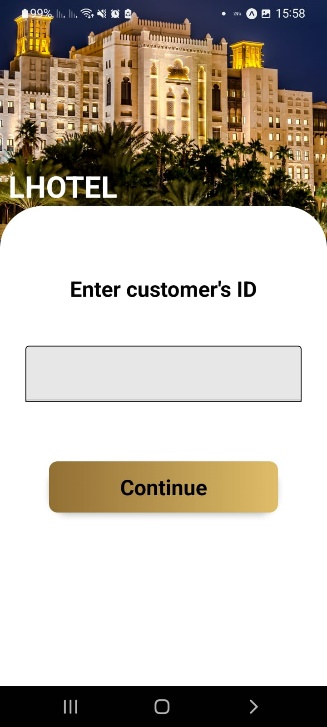 99%
15:58
LHOTEL
Enter customer's ID
Continue